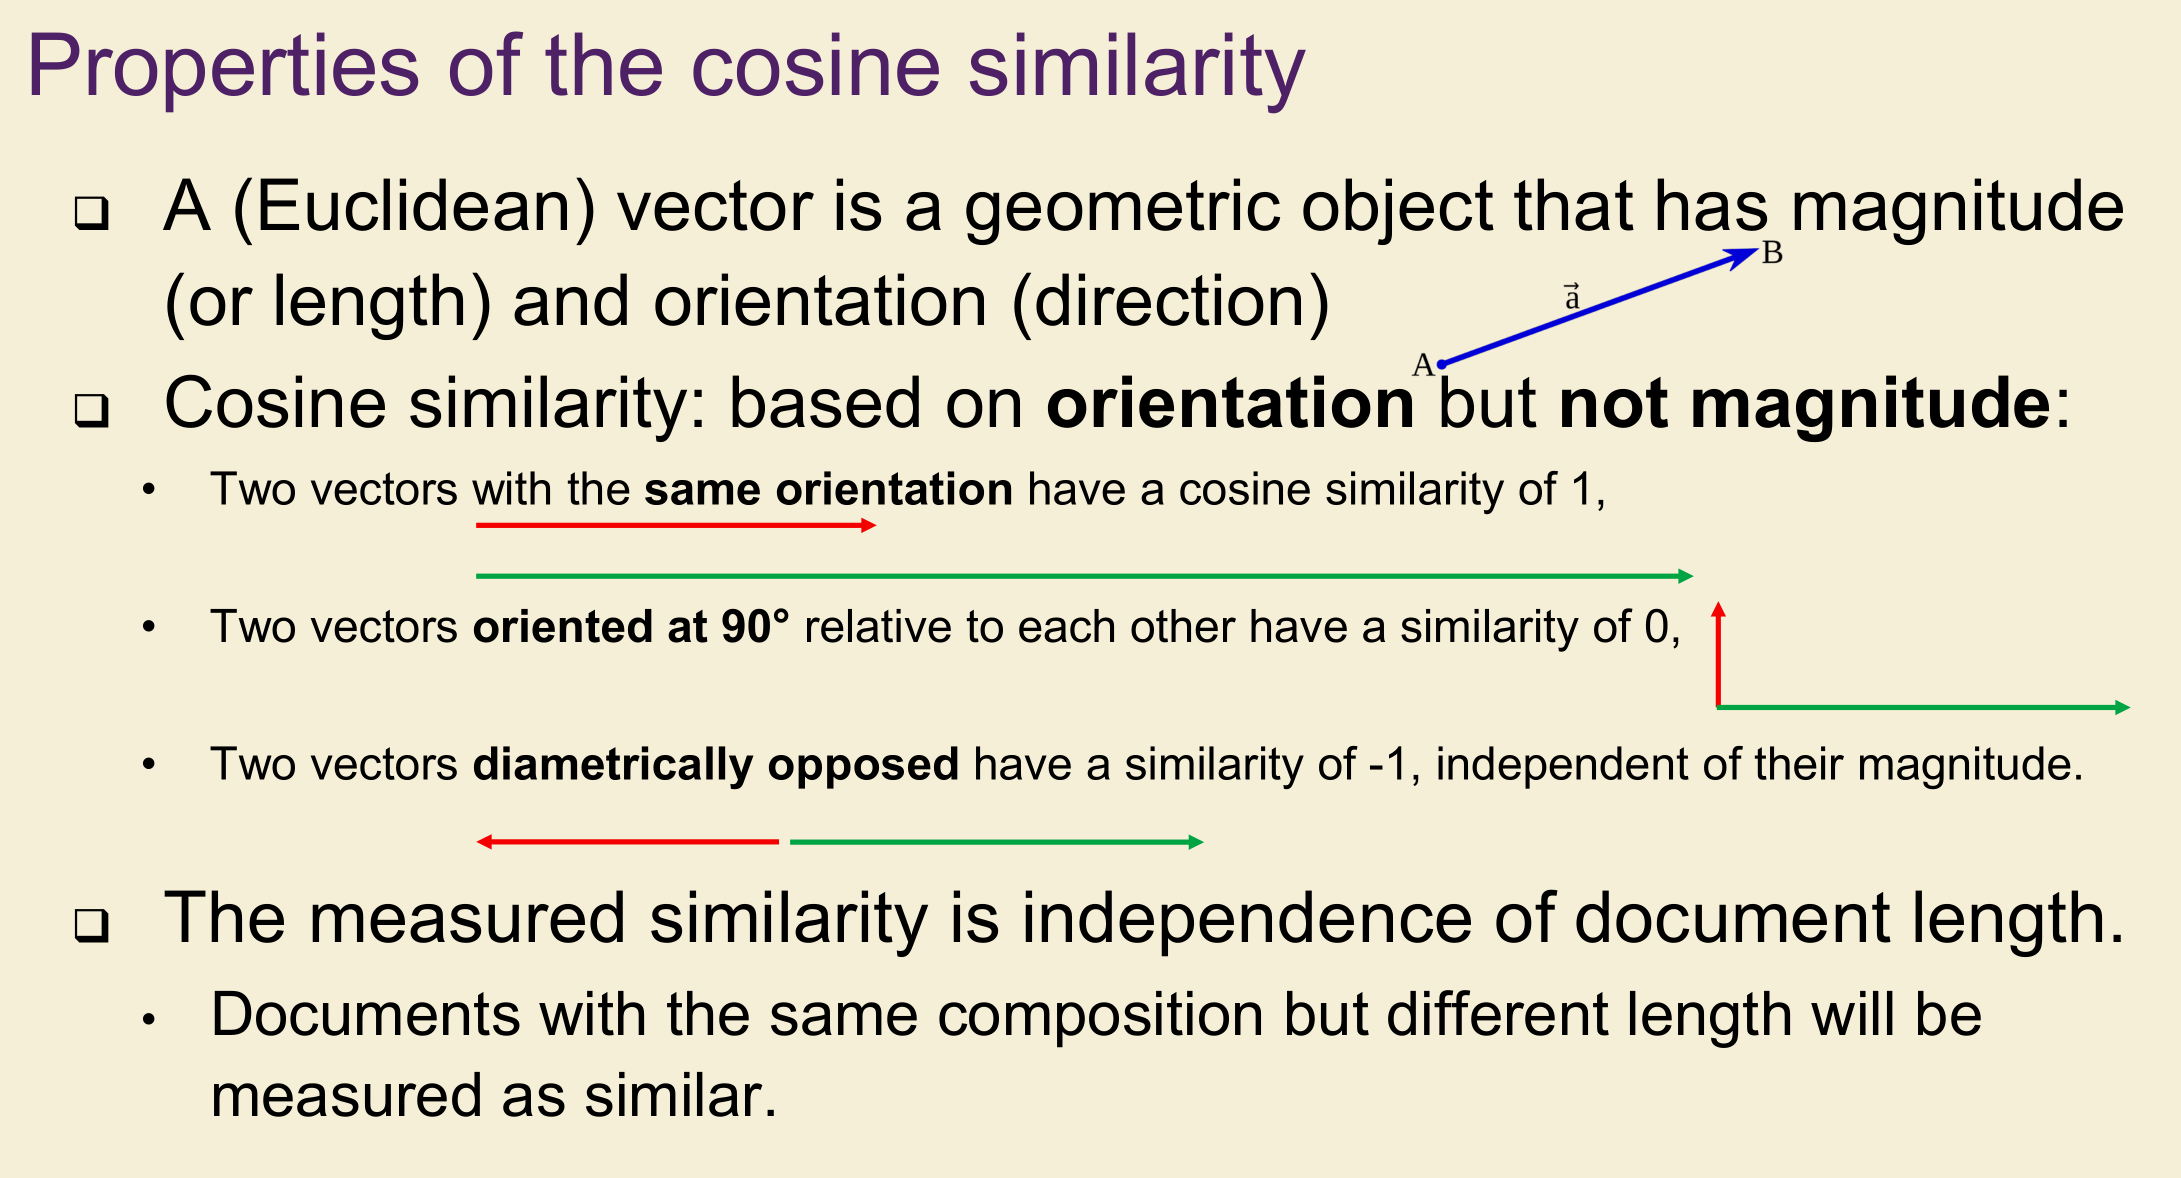 Properties of the cosine similarity
❑ A (Euclidean) vector is a geometric object that has magnitude
(or length) and orientation (direction)
B
a⃗
A
❑ Cosine similarity: based on orientation but not magnitude:
• Two vectors with the same orientation have a cosine similarity of 1,
• Two vectors oriented at 90° relative to each other have a similarity of 0,
• Two vectors diametrically opposed have a similarity of -1, independent of their magnitude.
❑ The measured similarity is independence of document length.
• Documents with the same composition but different length will be
measured as similar.